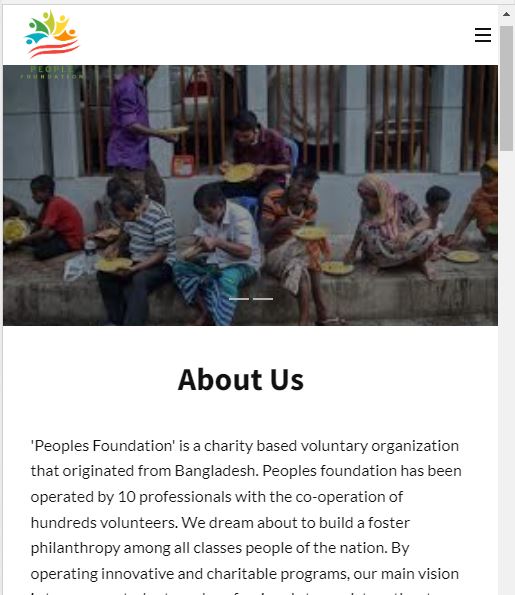 PEOPLE
FOUNDATION
About Us
'Peoples Foundation' is a charity based voluntary organization
that originated from Bangladesh. Peoples foundation has been
operated by 10 professionals with the co-operation of
hundreds volunteers. We dream about to build a foster
philanthropy among all classes people of the nation. By
operating innovative and charitable programs, our main vision